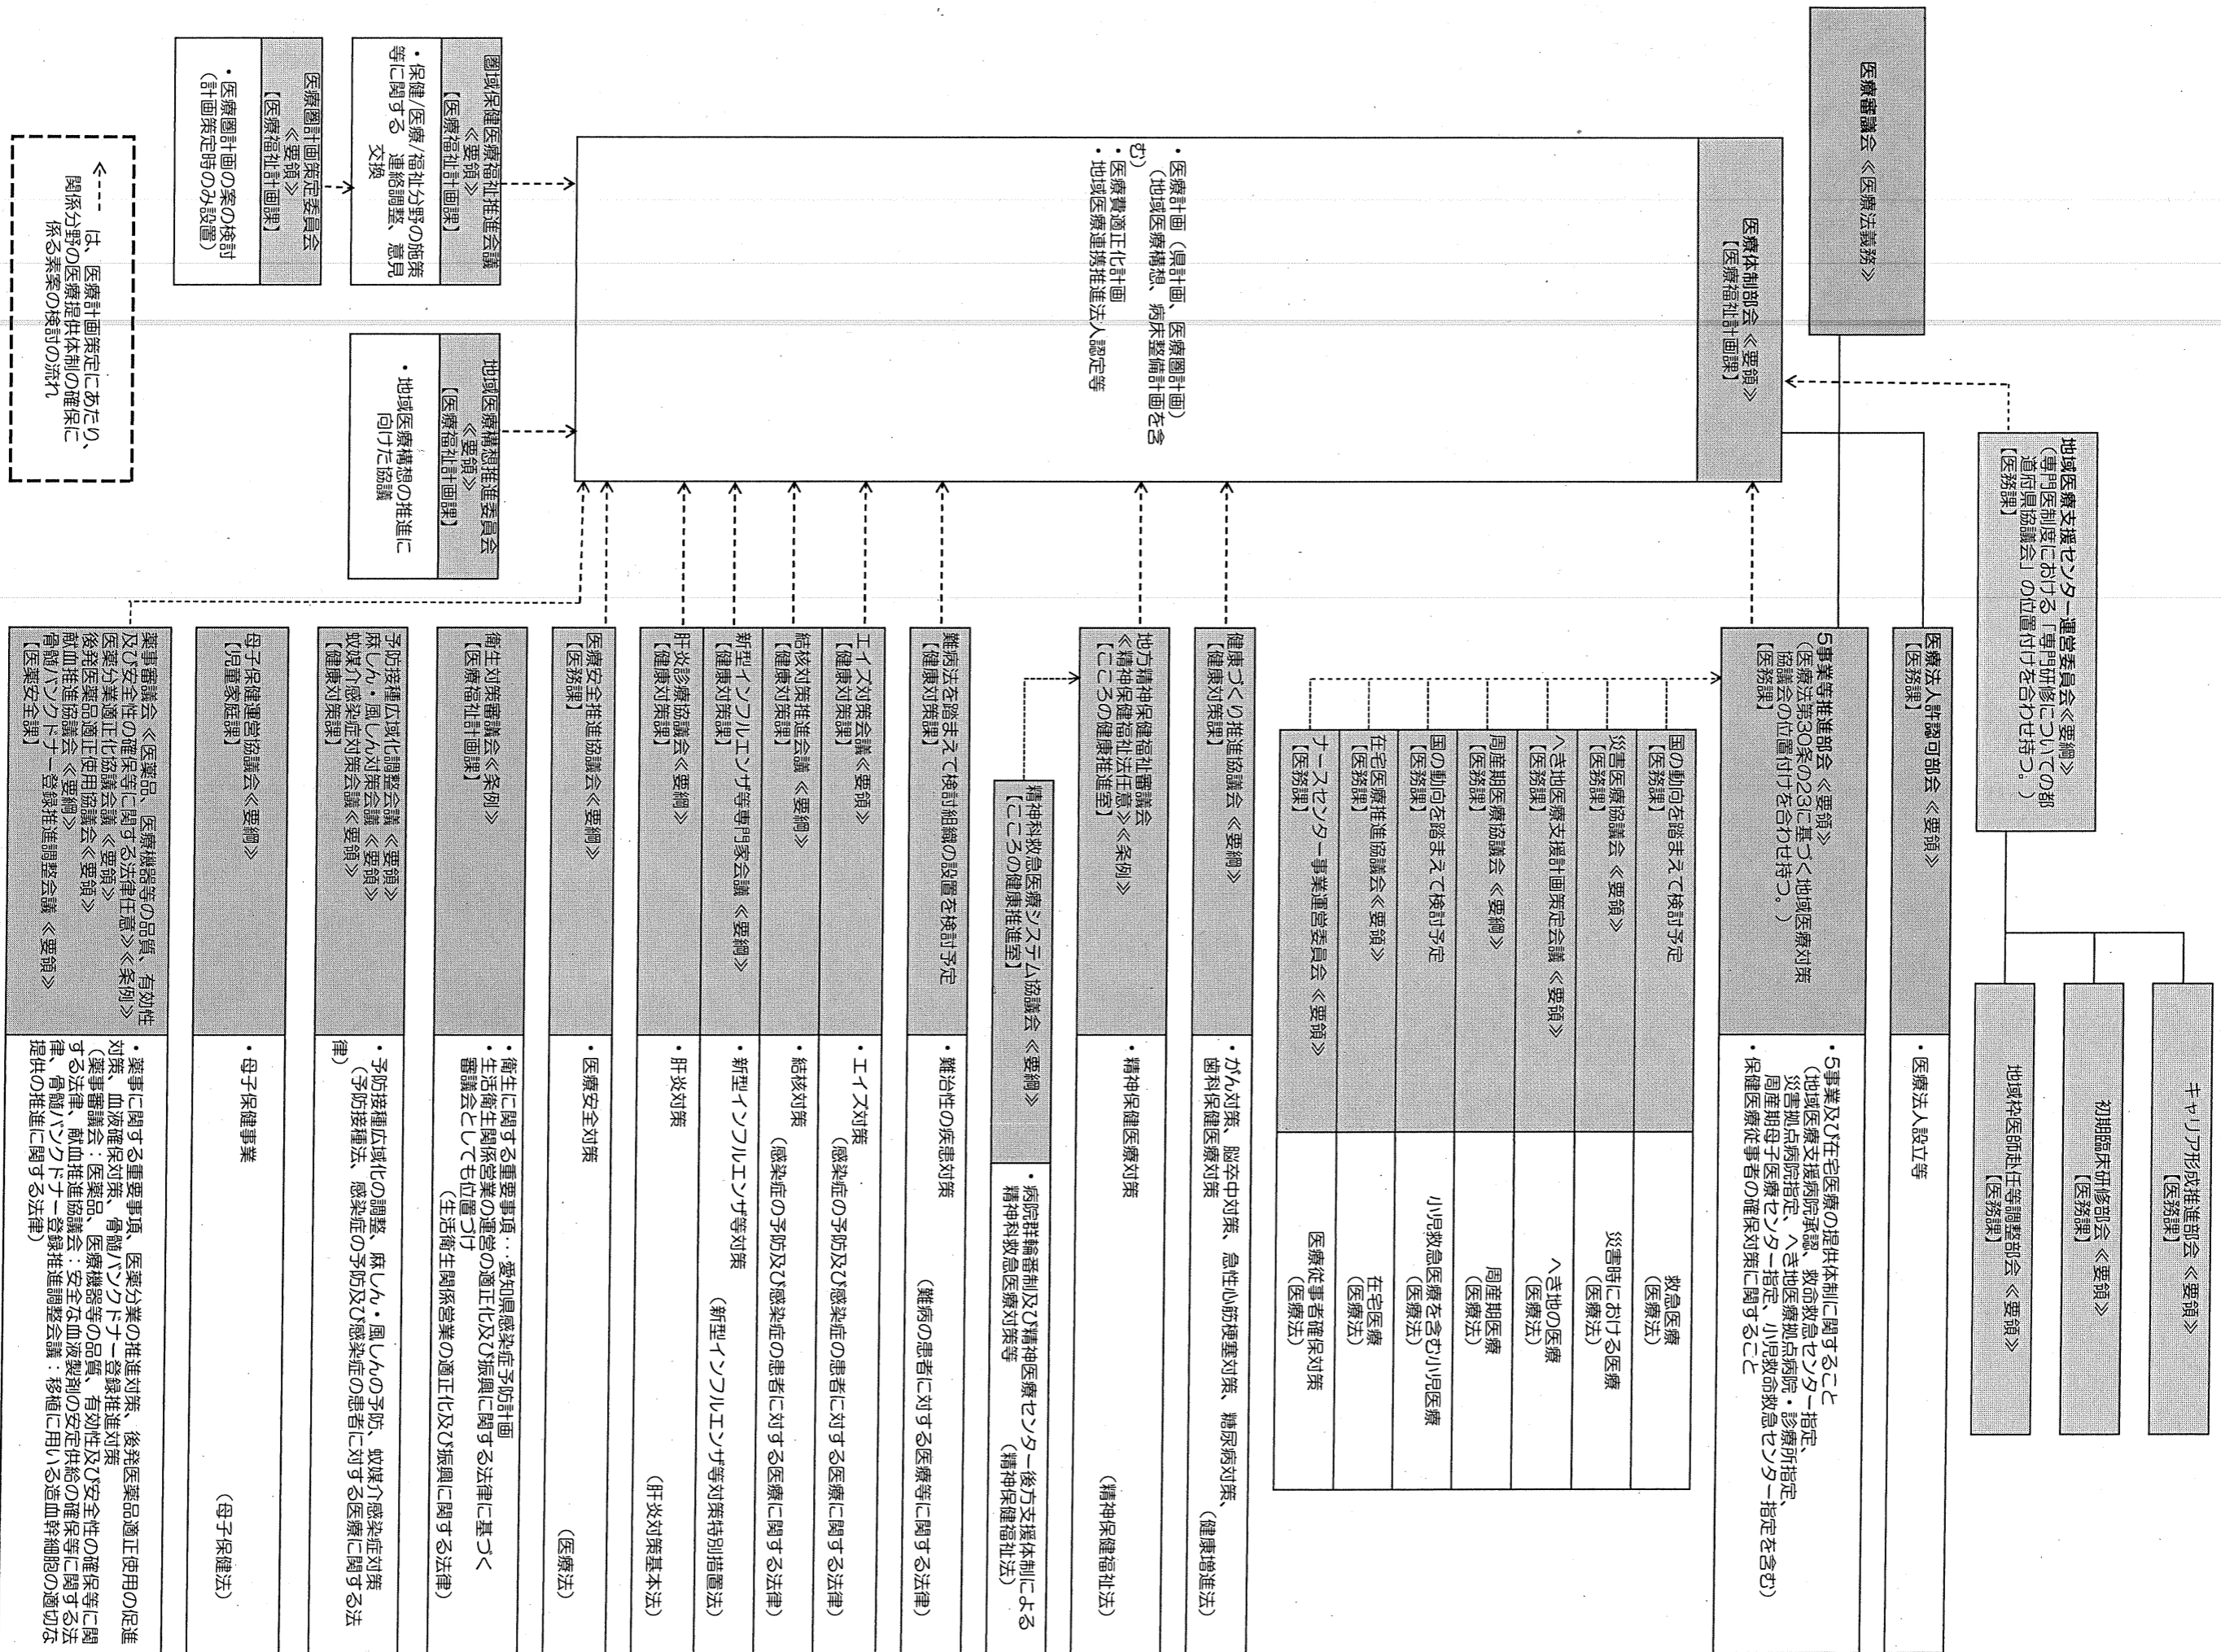 医療審議会 ≪医療法義務≫
地域医療支援センター運営委員会≪要綱≫
（専門医制度における「専門研修についての都
道府県協議会」の位置付けを合わせ持つ。）
【医務課】
キャリア形成推進部会 ≪要領≫
【医務課】
初期臨床研修部会 ≪要領≫
【医務課】
地域枠医師赴任等調整部会 ≪要領≫
【医務課】
医療体制部会 ≪要領≫
【医療福祉計画課】
・医療計画（県計画、医療圏計画）
（地域医療構想、病床整備計画を含
む）
・医療費適正化計画
・地域医療連携推進法人認定等
医療法人許認可部会 ≪要領≫
【医務課】
・医療法人設立等
5事業等推進部会 ≪要領≫
（医療法第30条の23に基づく地域医療対策
協議会の位置付けを合わせ持つ。）
【医務課】
・5事業及び在宅医療の提供体制に関すること
（地域医療支援病院承認、救命救急センター指定、
災害拠点病院指定、へき地医療拠点病院・診療所指定、
周産期母子医療センター指定、小児救命救急センター指定を含む）
・保健医療従事者の確保対策に関すること
国の動向を踏まえて検討予定
【医務課】
救急医療
（医療法）
災害医療協議会 ≪要領≫
【医務課】
災害時における医療
（医療法）
へき地医療支援計画策定会議 ≪要領≫
【医務課】
へき地の医療
（医療法）
周産期医療協議会 ≪要綱≫
【医務課】
周産期医療
（医療法）
国の動向を踏まえて検討予定
【医務課】
小児救急医療を含む小児医療
（医療法）
在宅医療推進協議会≪要領≫
【医務課】
在宅医療
（医療法）
ナースセンター事業運営委員会 ≪要領≫
【医務課】
医療従事者確保対策
（医療法）
健康づくり推進協議会 ≪要綱≫
【健康対策課】
・がん対策、脳卒中対策、急性心筋梗塞対策、糖尿病対策、
歯科保健医療対策
（健康増進法）
地方精神保健福祉審議会
≪精神保健福祉法任意≫≪条例≫
【こころの健康推進室】
・精神保健医療対策
（精神保健福祉法）
精神科救急医療システム協議会 ≪要綱≫
【こころの健康推進室】
・病院群輪番制及び精神医療センター後方支援体制による
精神科救急医療対策等
（精神保健福祉法）
難病法を踏まえて検討組織の設置を検討予定
【健康対策課】
・難治性の疾患対策
（難病の患者に対する医療等に関する法律）
エイズ対策会議≪要領≫
【健康対策課】
・エイズ対策
（感染症の予防及び感染症の患者に対する医療に関する法律）
結核対策推進会議 ≪要綱≫
【健康対策課】
・結核対策
（感染症の予防及び感染症の患者に対する医療に関する法律）
新型インフルエンザ等専門家会議 ≪要綱≫
【健康対策課】
・新型インフルエンザ等対策
（新型インフルエンザ等対策特別措置法）
肝炎診療協議会≪要綱≫
【健康対策課】
・肝炎対策
（肝炎対策基本法）
医療安全推進協議会≪要綱≫
【医務課】
・医療安全対策
（医療法）
衛生対策審議会≪条例≫
【医療福祉計画課】
・衛生に関する重要事項・・愛知県感染症予防計画
・生活衛生関係営業の運営の適正化及び振興に関する法律に基づく
審議会としても位置づけ
（生活衛生関係営業の適正化及び振興に関する法律）
予防接種広域化調整会議 ≪要領≫
麻しん・風しん対策会議 ≪要領≫
蚊媒介感染症対策会議≪要領≫
【健康対策課】
・予防接種広域化の調整、麻しん・風しんの予防、蚊媒介感染症対策
（予防接種法、感染症の予防及び感染症の患者に対する医療に関する法
律）
母子保健運営協議会≪要綱≫
【児童家庭課】
・母子保健事業
（母子保健法）
薬事審議会 ≪医薬品、医療機器等の品質、有効性
及び安全性の確保等に関する法律任意≫≪条例≫
医薬分業適正化協議会 ≪要領≫
後発医薬品適正使用協議会≪要領≫
献血推進協議会 ≪要綱≫
骨髄バンクドナー登録推進調整会議 ≪要領≫
【医薬安全課】
・薬事に関する重要事項、医薬分業の推進対策、後発医薬品適正使用の促進
対策、血液確保対策、骨髄バンクドナー登録推進対策
（薬事審議会：医薬品、医療機器等の品質、有効性及び安全性の確保等に関
する法律、献血推進協議会：安全な血液製剤の安定供給の確保等に関する法
律、骨髄バンクドナー登録推進調整会議：移植に用いる造血幹細胞の適切な
提供の推進に関する法律）
圏域保健医療福祉推進会議
≪要領≫
【医療福祉計画課】
・保健/医療/福祉分野の施策
等に関する　連絡調整、意見
交換
地域医療構想推進委員会
≪要領≫
【医療福祉計画課】
・地域医療構想の推進に
向けた協議
医療圏計画策定委員会
≪要領≫
【医療福祉計画課】
・医療圏計画の案の検討
（計画策定時のみ設置）
は、医療計画策定にあたり、
関係分野の医療提供体制の確保に
係る素案の検討の流れ